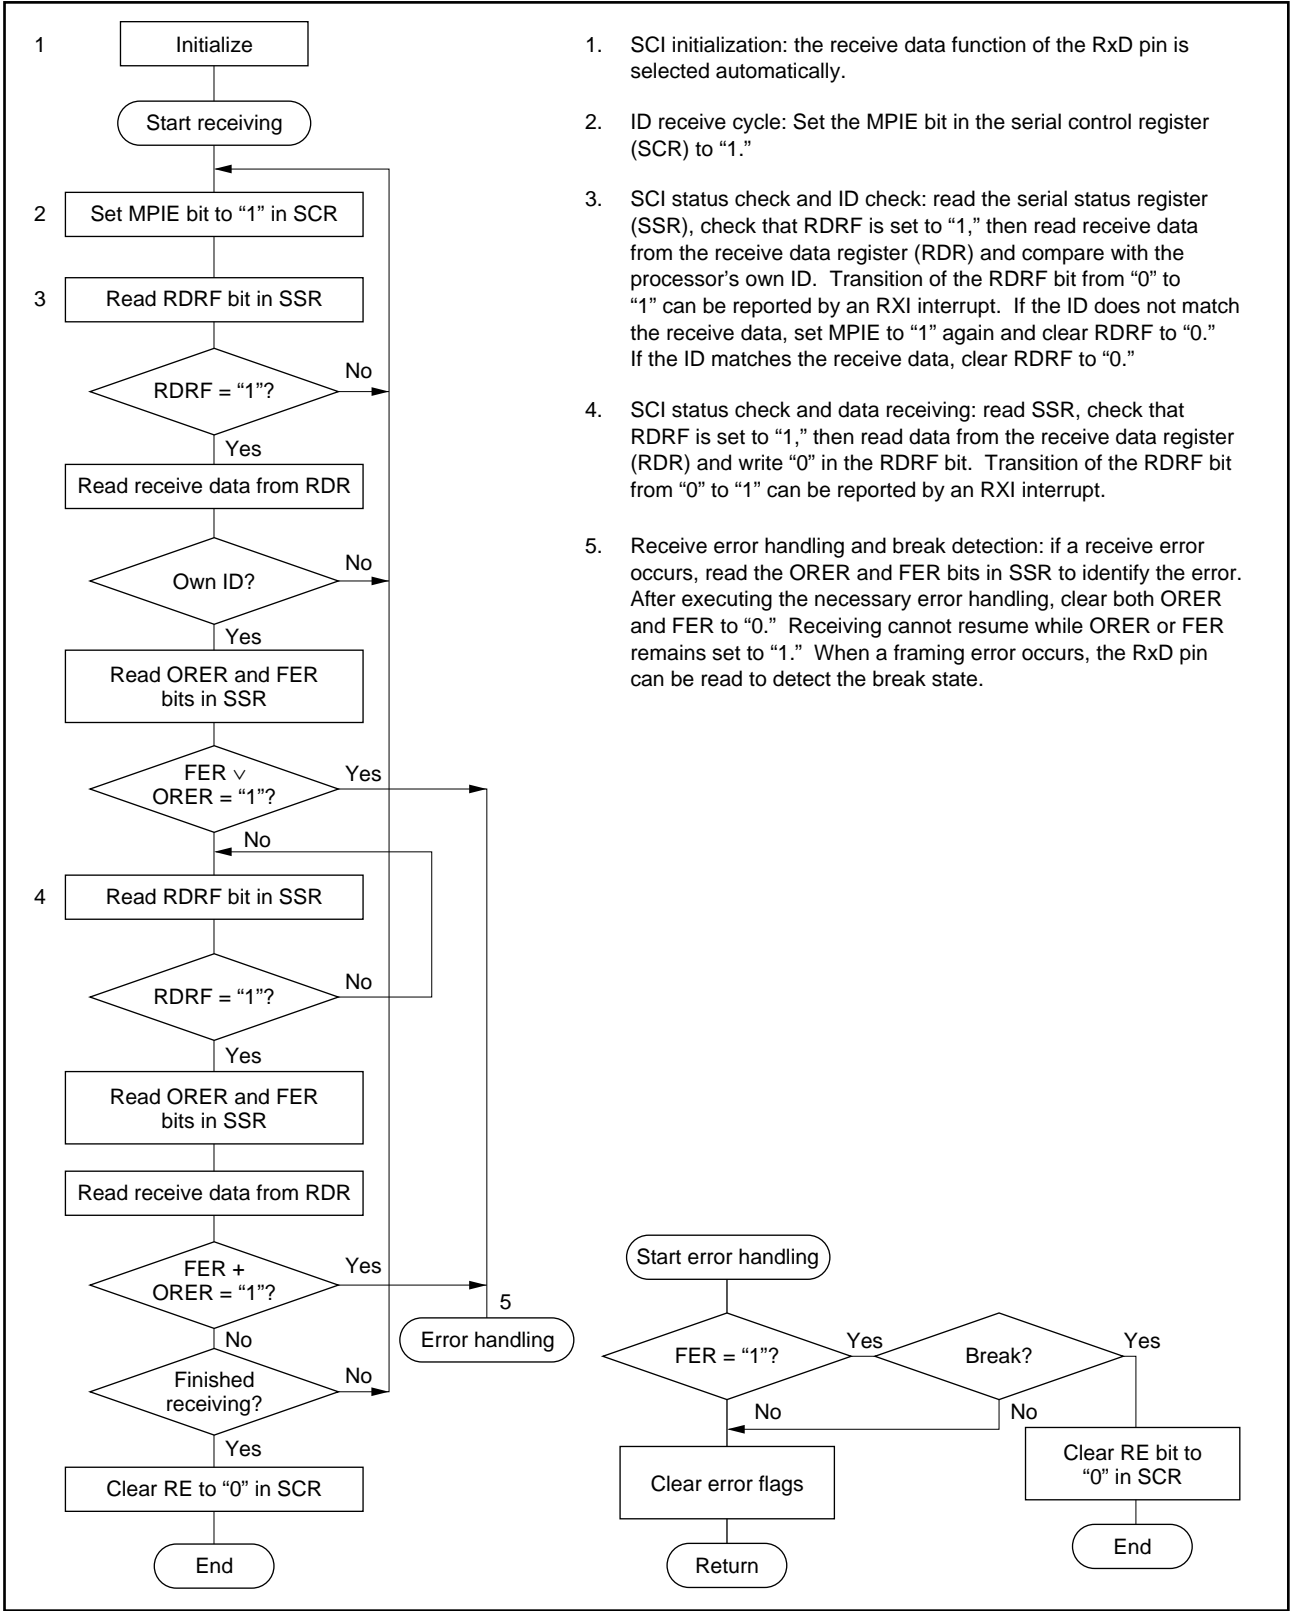 1
Initialize
Start receiving
2
Set MPIE bit to “1” in SCR
3
Read RDRF bit in SSR
RDRF = “1”?
No
Yes
Read receive data from RDR
Own ID?
No
Yes
Read ORER and FER
bits in SSR
FER ∨
ORER = “1”?
Yes
No
4
Read RDRF bit in SSR
RDRF = “1”?
No
Yes
Read ORER and FER
bits in SSR
Read receive data from RDR
FER +
ORER = “1”?
Yes
No
5
Error handling
Finished
receiving?
No
Yes
Clear RE to “0” in SCR
End
1. SCI initialization: the receive data function of the RxD pin is
selected automatically.
2. ID receive cycle: Set the MPIE bit in the serial control register
(SCR) to “1.”
3. SCI status check and ID check: read the serial status register
(SSR), check that RDRF is set to “1,” then read receive data
from the receive data register (RDR) and compare with the
processor’s own ID. Transition of the RDRF bit from “0” to
“1” can be reported by an RXI interrupt. If the ID does not match
the receive data, set MPIE to “1” again and clear RDRF to “0.”
If the ID matches the receive data, clear RDRF to “0.”
4. SCI status check and data receiving: read SSR, check that
RDRF is set to “1,” then read data from the receive data register
(RDR) and write “0” in the RDRF bit. Transition of the RDRF bit
from “0” to “1” can be reported by an RXI interrupt.
5. Receive error handling and break detection: if a receive error
occurs, read the ORER and FER bits in SSR to identify the error.
After executing the necessary error handling, clear both ORER
and FER to “0.” Receiving cannot resume while ORER or FER
remains set to “1.” When a framing error occurs, the RxD pin
can be read to detect the break state.
Start error handling
FER = “1”?
Yes
Break?
Yes
No
No
Clear error flags
Clear RE bit to
“0” in SCR
Return
End